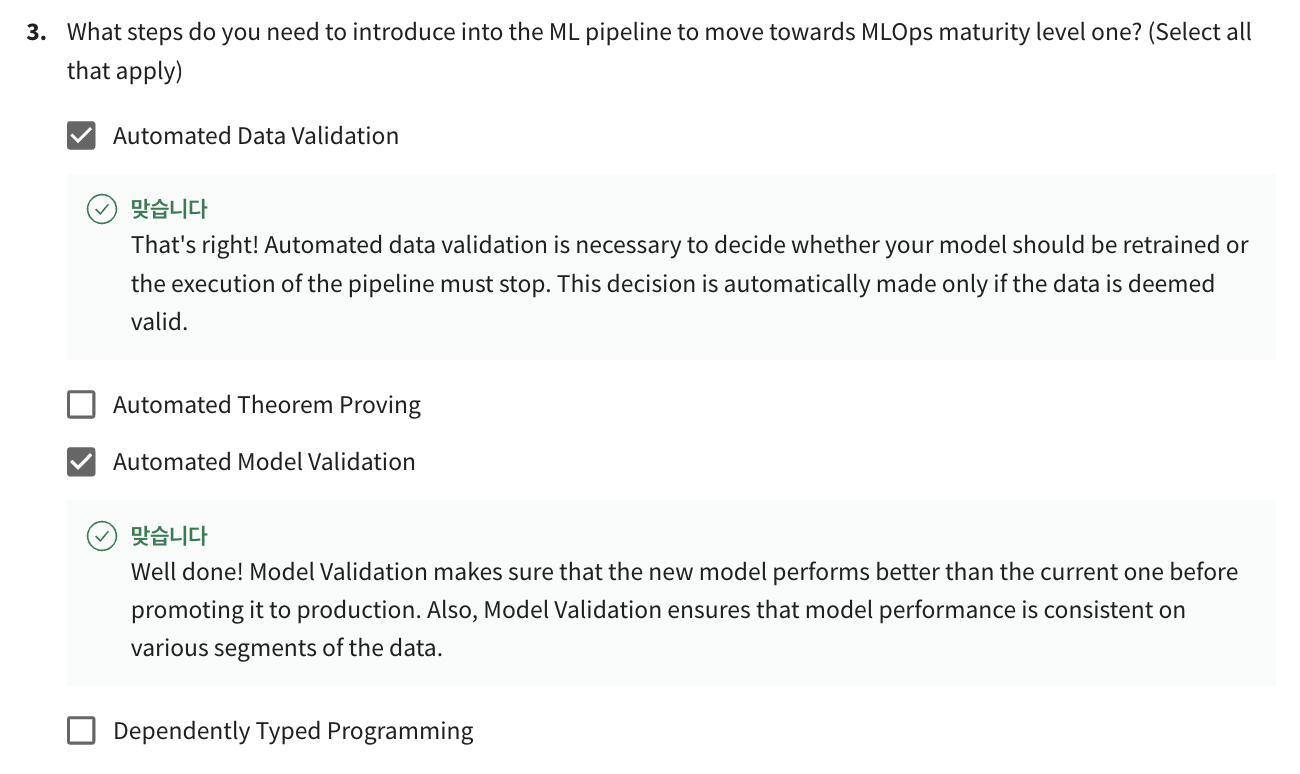 3. What steps do you need to introduce into the ML pipeline to move towards MLOps maturity level one? (Select all
that apply)
Automated Data Validation
맞습니다
That's right! Automated data validation is necessary to decide whether your model should be retrained or
the execution of the pipeline must stop. This decision is automatically made only if the data is deemed
valid.
Automated Theorem Proving
Automated Model Validation
맞습니다
Well done! Model Validation makes sure that the new model performs better than the current one before
promoting it to production. Also, Model Validation ensures that model performance is consistent on
various segments of the data.
Dependently Typed Programming